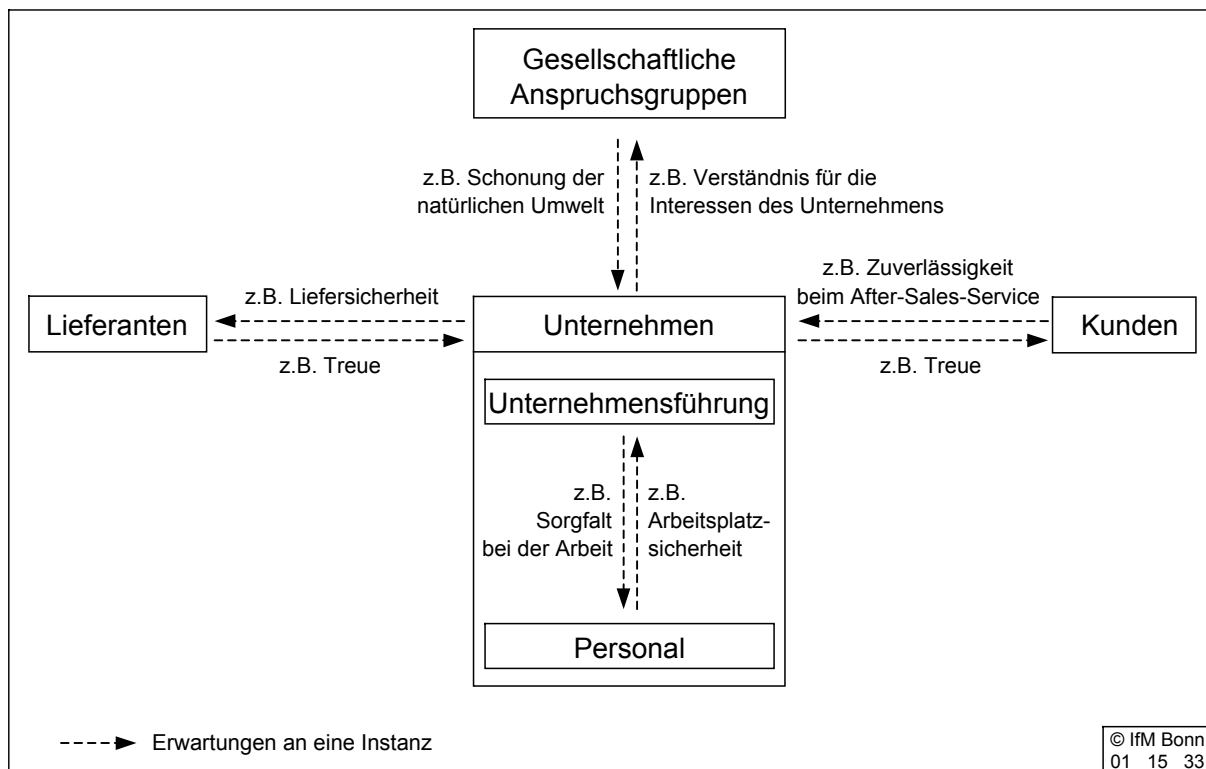 Gesellschaftliche
Anspruchsgruppen
z.B. Schonung der
natürlichen Umwelt
z.B. Verständnis für die
Interessen des Unternehmens
z.B. Liefersicherheit
z.B. Zuverlässigkeit
beim After-Sales-Service
Lieferanten
Unternehmen
Kunden
z.B. Treue
z.B. Treue
Unternehmensführung
z.B.
Sorgfalt
bei der Arbeit
z.B.
Arbeitsplatz-
sicherheit
Personal
Erwartungen an eine Instanz
© IfM Bonn
01 15 33